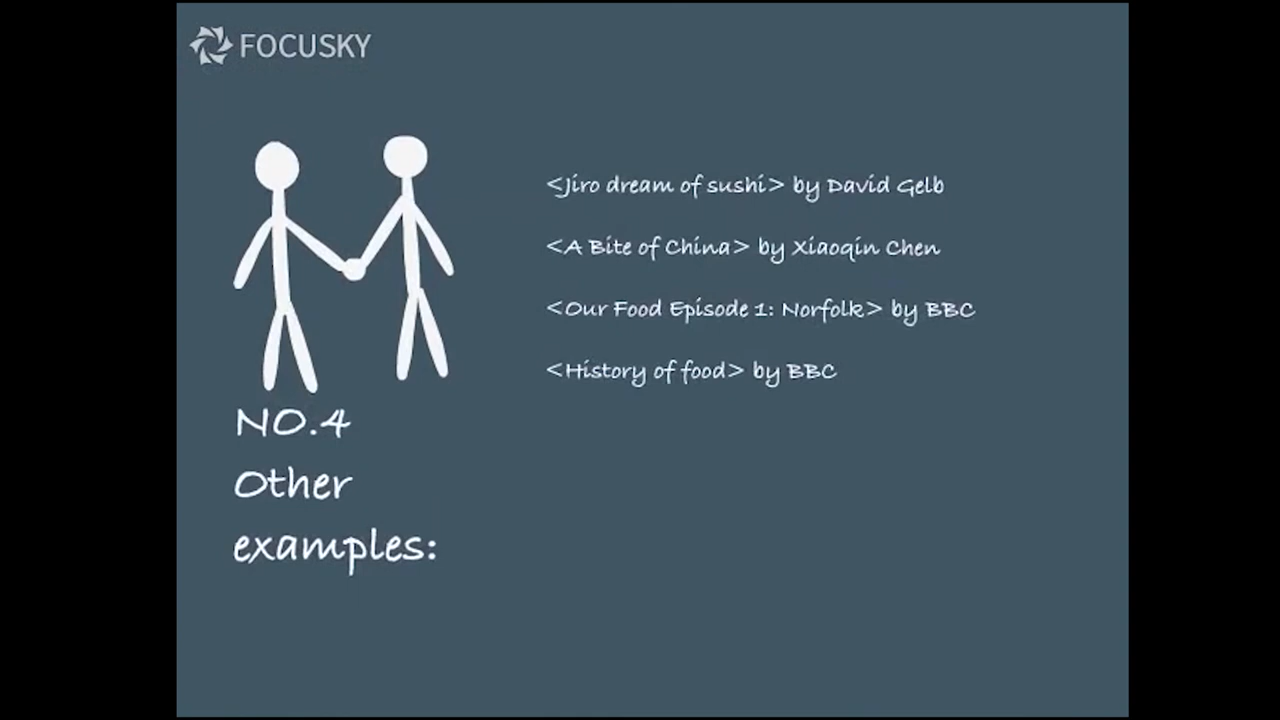 FOCUSKY
<Jiro dream of sushi> by David Gelb
<A Bite of China> by Xiaoqin Chen
<Our Food Episode 1: Norfolk> by BBC
<History of food> by BBC
NO.4
Other
examples: